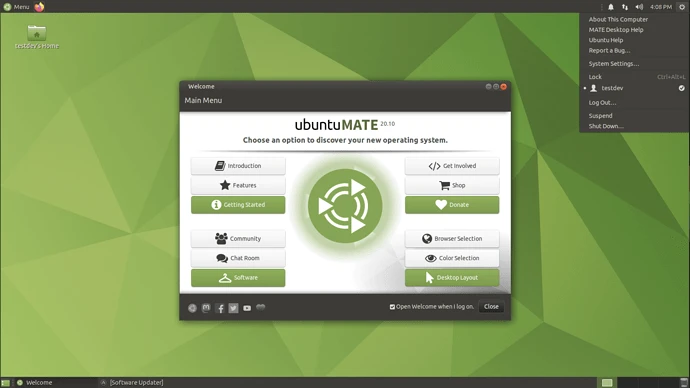 Menu
4:08 PM
testdev's Home
About This Computer
MATE Desktop Help
Ubuntu Help
Report a Bug…
System Settings…
Lock Ctrl+Alt+L
testdev
Log Out…
Suspend
Shut Down…
Welcome
Main Menu
ubuntu MATE 20.10
Choose an option to discover your new operating system.
Introduction
Features
Getting Started
Community
Chat Room
Software
Get Involved
Shop
Donate
Browser Selection
Color Selection
Desktop Layout
Open Welcome when I log on.
Close
Welcome
[Software Updater]